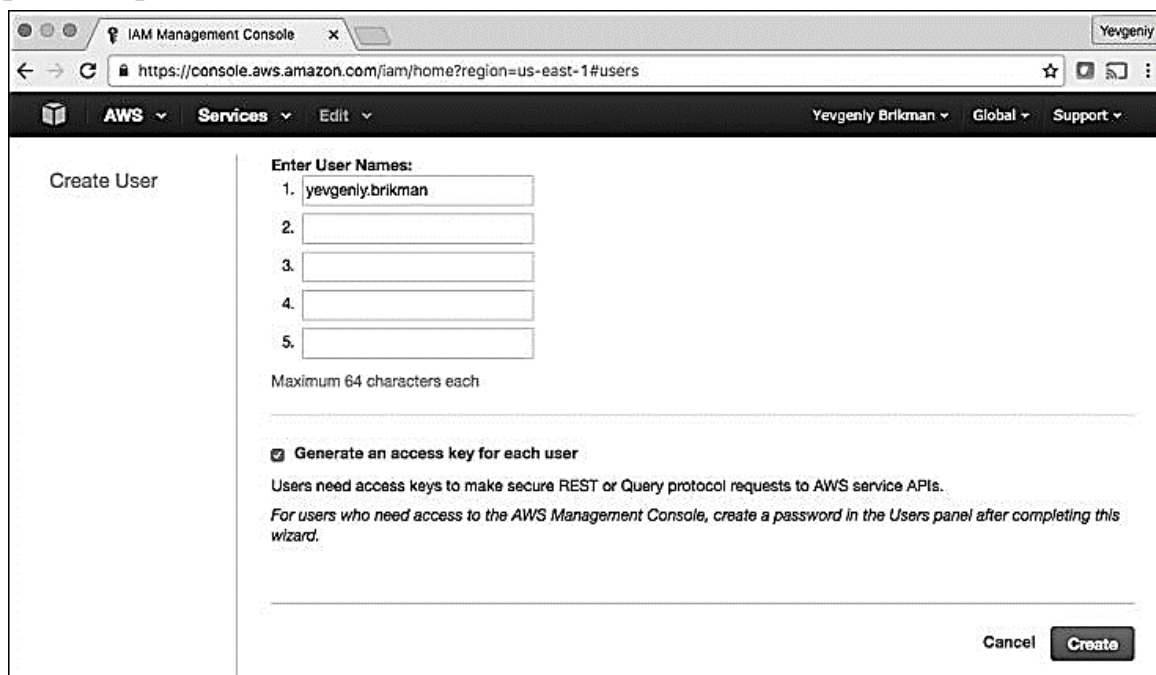 IAM Management Console
Yevgeniy
https://console.aws.amazon.com/iam/home?region=us-east-1#users
AWS Services Edit Yevgeniy Brikman Global Support
Create User
Enter User Names:
1. yevgeniy.brikman
2.
3.
4.
5.
Maximum 64 characters each
Generate an access key for each user
Users need access keys to make secure REST or Query protocol requests to AWS service APIs.
For users who need access to the AWS Management Console, create a password in the Users panel after completing this
wizard.
Cancel Create